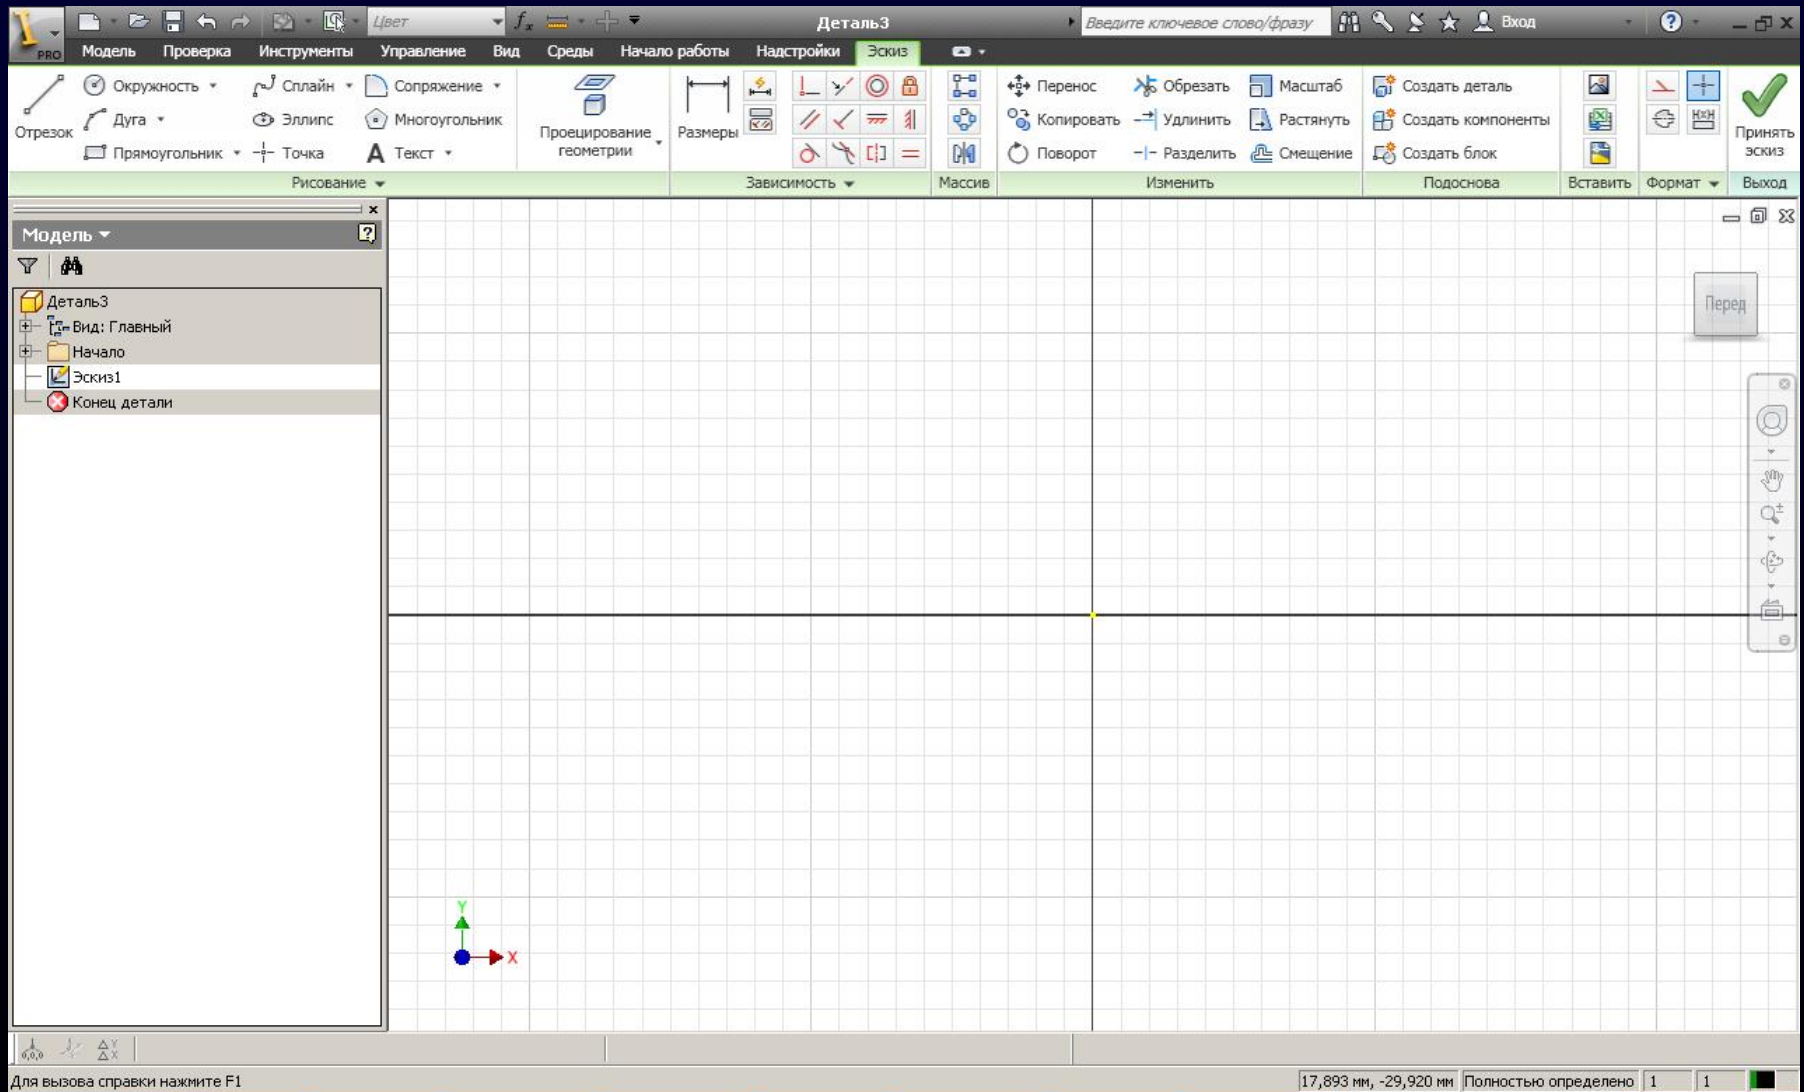 Цвет fx Деталь3 Введите ключевое слово/фразу Вход ?
PRO Модель Проверка Инструменты Управление Вид Среды Начало работы Надстройки Эскиз
Отрезок Окружность Сплайн Сопряжение
Дуга Эллипс Многоугольник
Прямоугольник Точка A Текст
Проецирование
геометрии
Размеры
Перенос Обрезать Масштаб Создать деталь
Копировать Удлинить Растянуть Создать компоненты
Поворот Разделить Смещение Создать блок
Принять
эскиз
Рисование Зависимость Массив Изменить Подоснова Вставить Формат Выход
Модель
Деталь3
Вид: Главный
Начало
Эскиз1
Конец детали
Перед
Y
X
0,0,0
Для вызова справки нажмите F1 17,893 мм, -29,920 мм Полностью определено 1 1